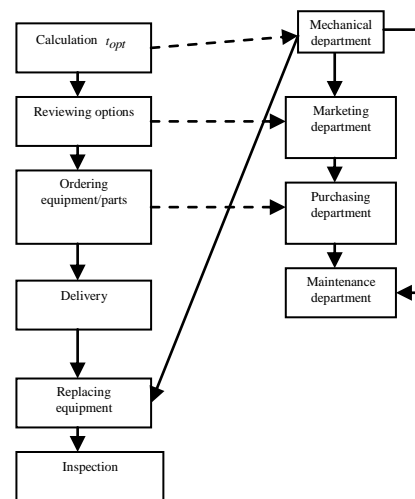 Calculation t_opt
Reviewing options
Ordering
equipment/parts
Delivery
Replacing
equipment
Inspection
Mechanical
department
Marketing
department
Purchasing
department
Maintenance
department